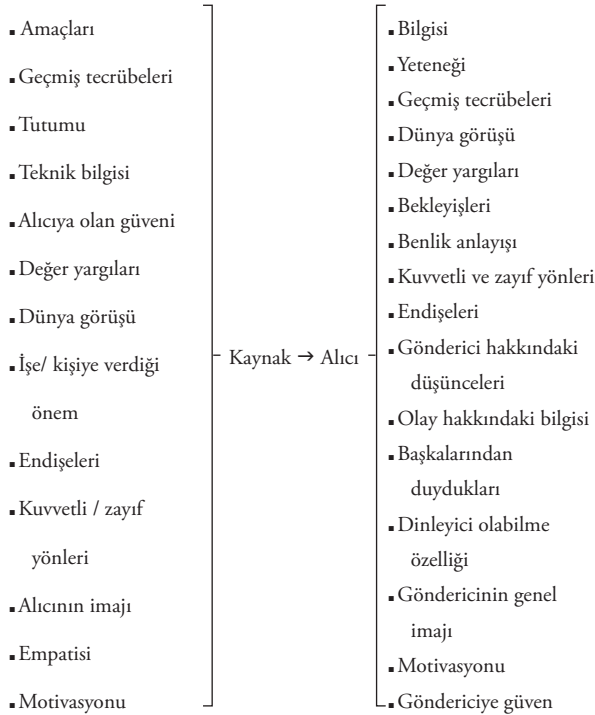 ▪ Amaçları
▪ Geçmiş tecrübeleri
▪ Tutumu
▪ Teknik bilgisi
▪ Alıcıya olan güveni
▪ Değer yargıları
▪ Dünya görüşü
▪ İşe/ kişiye verdiği
önem
▪ Endişeleri
▪ Kuvvetli / zayıf
yönleri
▪ Alıcının imajı
▪ Empatisi
▪ Motivasyonu
Kaynak → Alıcı
▪ Bilgisi
▪ Yeteneği
▪ Geçmiş tecrübeleri
▪ Dünya görüşü
▪ Değer yargıları
▪ Bekleyişleri
▪ Benlik anlayışı
▪ Kuvvetli ve zayıf yönleri
▪ Endişeleri
▪ Gönderici hakkındaki
düşünceleri
▪ Olay hakkındaki bilgisi
▪ Başkalarından
duydukları
▪ Dinleyici olabilme
özelliği
▪ Göndericinin genel
imajı
▪ Motivasyonu
▪ Göndericiye güven